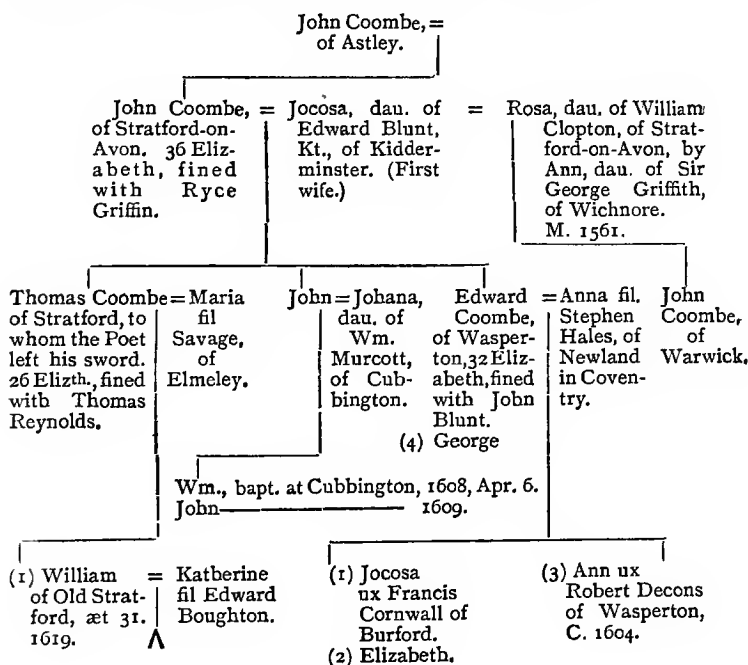 John Coombe, =
of Astley.
John Coombe,
of Stratford-on-
Avon. 36 Eliz-
abeth, fined
with Ryce
Griffin.
=
Jocosa, dau. of
Edward Blunt,
Kt., of Kidder-
minster. (First
wife.)
=
Rosa, dau. of William
Clopton, of Strat-
ford-on-Avon, by
Ann, dau. of Sir
George Griffith,
of Wichnore.
M. 1561.
Thomas Coombe
of Stratford, to
whom the Poet
left his sword.
26 Elizth., fined
with Thomas
Reynolds.
=
Maria
fil
Savage,
of
Elmeley.
John = Johana,
dau. of
Wm.
Murcott,
of Cub-
bington.
Edward
Coombe,
of Wasper-
ton, 32 Eliz-
abeth, fined
with John
Blunt.
(4) George
=
Anna fil.
Stephen
Hales, of
Newland
in Coven-
try.
John
Coombe,
of
Warwick.
Wm., bapt. at Cubbington, 1608, Apr. 6.
John———— ———— 1609.
(1) William
of Old Strat-
ford, æt 31.
1619.
=
Katherine
fil Edward
Boughton.
(1) Jocosa
ux Francis
Cornwall of
Burford.
(2) Elizabeth.
(3) Ann ux
Robert Decons
of Wasperton,
C. 1604.